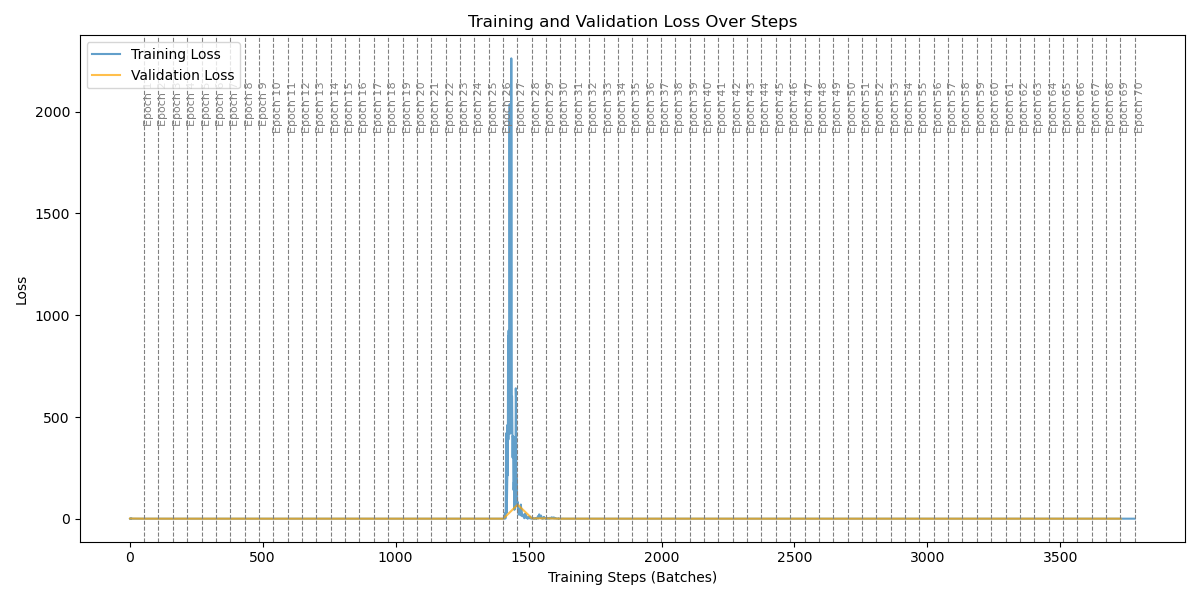 Training and Validation Loss Over Steps
Training Loss
Validation Loss
Epoch 8
Epoch 9
Epoch 10
Epoch 11
Epoch 12
Epoch 13
Epoch 14
Epoch 15
Epoch 16
Epoch 17
Epoch 18
Epoch 19
Epoch 20
Epoch 21
Epoch 22
Epoch 23
Epoch 24
Epoch 25
Epoch 26
Epoch 27
Epoch 28
Epoch 29
Epoch 30
Epoch 31
Epoch 32
Epoch 33
Epoch 34
Epoch 35
Epoch 36
Epoch 37
Epoch 38
Epoch 39
Epoch 40
Epoch 41
Epoch 42
Epoch 43
Epoch 44
Epoch 45
Epoch 46
Epoch 47
Epoch 48
Epoch 49
Epoch 50
Epoch 51
Epoch 52
Epoch 53
Epoch 54
Epoch 55
Epoch 56
Epoch 57
Epoch 58
Epoch 59
Epoch 60
Epoch 61
Epoch 62
Epoch 63
Epoch 64
Epoch 65
Epoch 66
Epoch 67
Epoch 68
Epoch 69
Epoch 70
2000
1500
1000
500
0
Loss
0 500 1000 1500 2000 2500 3000 3500
Training Steps (Batches)